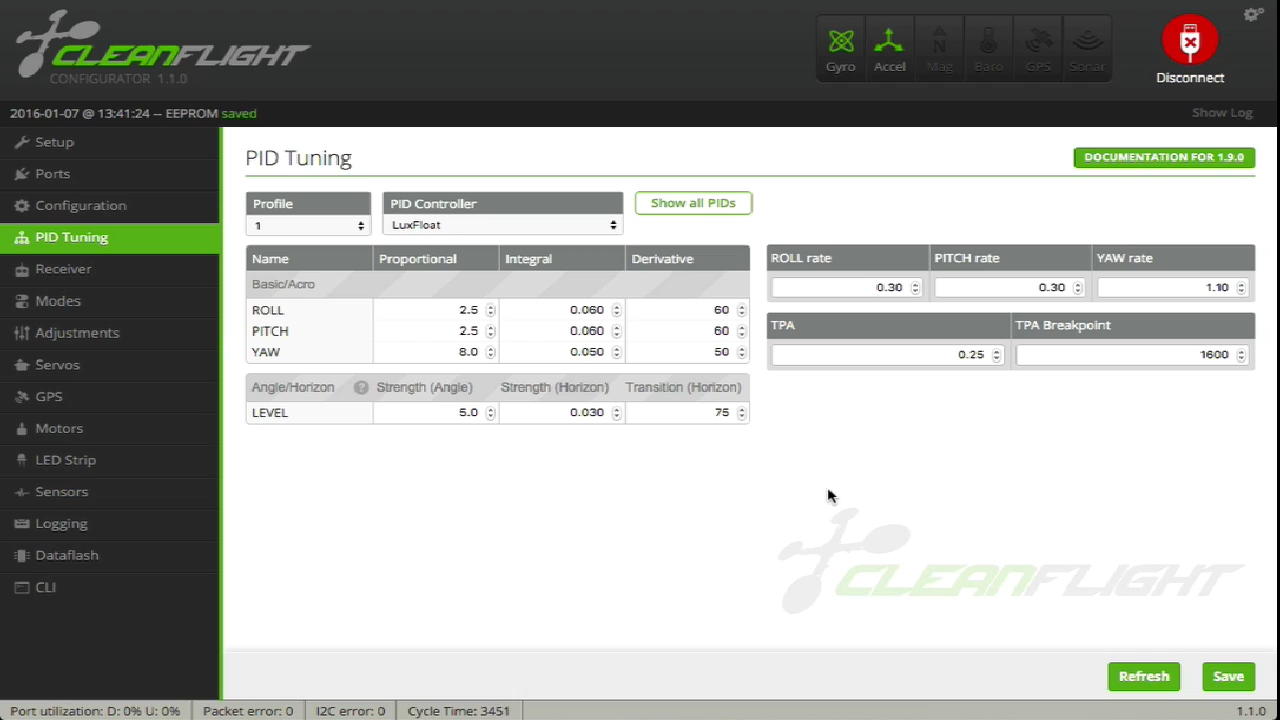 CLEANFLIGHT
CONFIGURATOR 1.1.0
Gyro Accel Mag Baro GPS Sonar
Disconnect
2016-01-07 @ 13:41:24 -- EEPROM saved
Show Log
Setup
Ports
Configuration
PID Tuning
Receiver
Modes
Adjustments
Servos
GPS
Motors
LED Strip
Sensors
Logging
Dataflash
CLI
PID Tuning
DOCUMENTATION FOR 1.9.0
Profile
1
PID Controller
LuxFloat
Show all PIDs
Name Proportional Integral Derivative
Basic/Acro
ROLL 2.5 0.060 60
PITCH 2.5 0.060 60
YAW 8.0 0.050 50
Angle/Horizon ? Strength (Angle) Strength (Horizon) Transition (Horizon)
LEVEL 5.0 0.030 75
ROLL rate PITCH rate YAW rate
0.30 0.30 1.10
TPA TPA Breakpoint
0.25 1600
CLEANFLIGHT
Refresh Save
Port utilization: D: 0% U: 0% Packet error: 0 I2C error: 0 Cycle Time: 3451 1.1.0